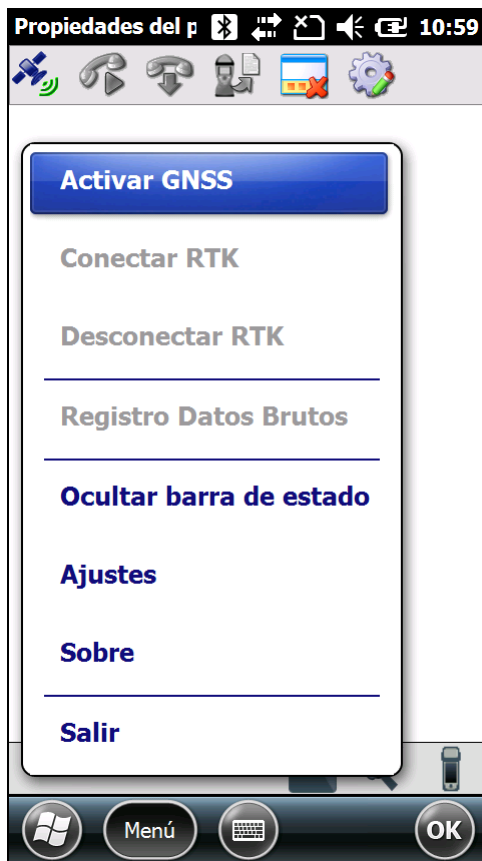 Propiedades del p 10:59
Activar GNSS
Conectar RTK
Desconectar RTK
Registro Datos Brutos
Ocultar barra de estado
Ajustes
Sobre
Salir
Menú OK